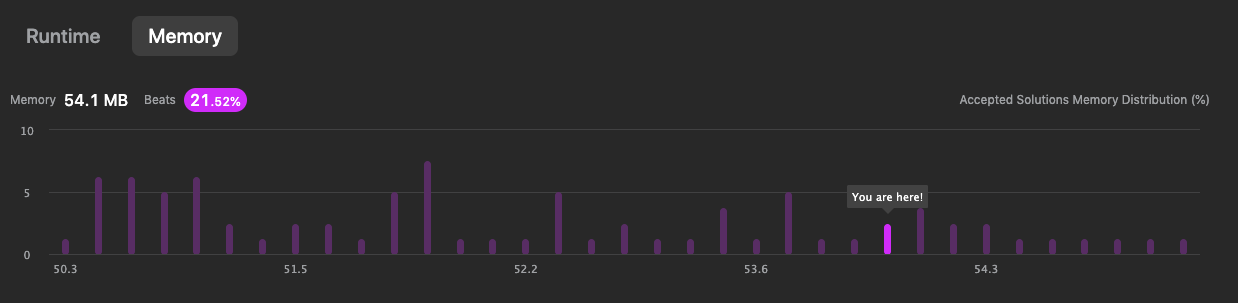 Runtime Memory
Memory 54.1 MB Beats 21.52% Accepted Solutions Memory Distribution (%)
10
5
You are here!
0
50.3 51.5 52.2 53.6 54.3